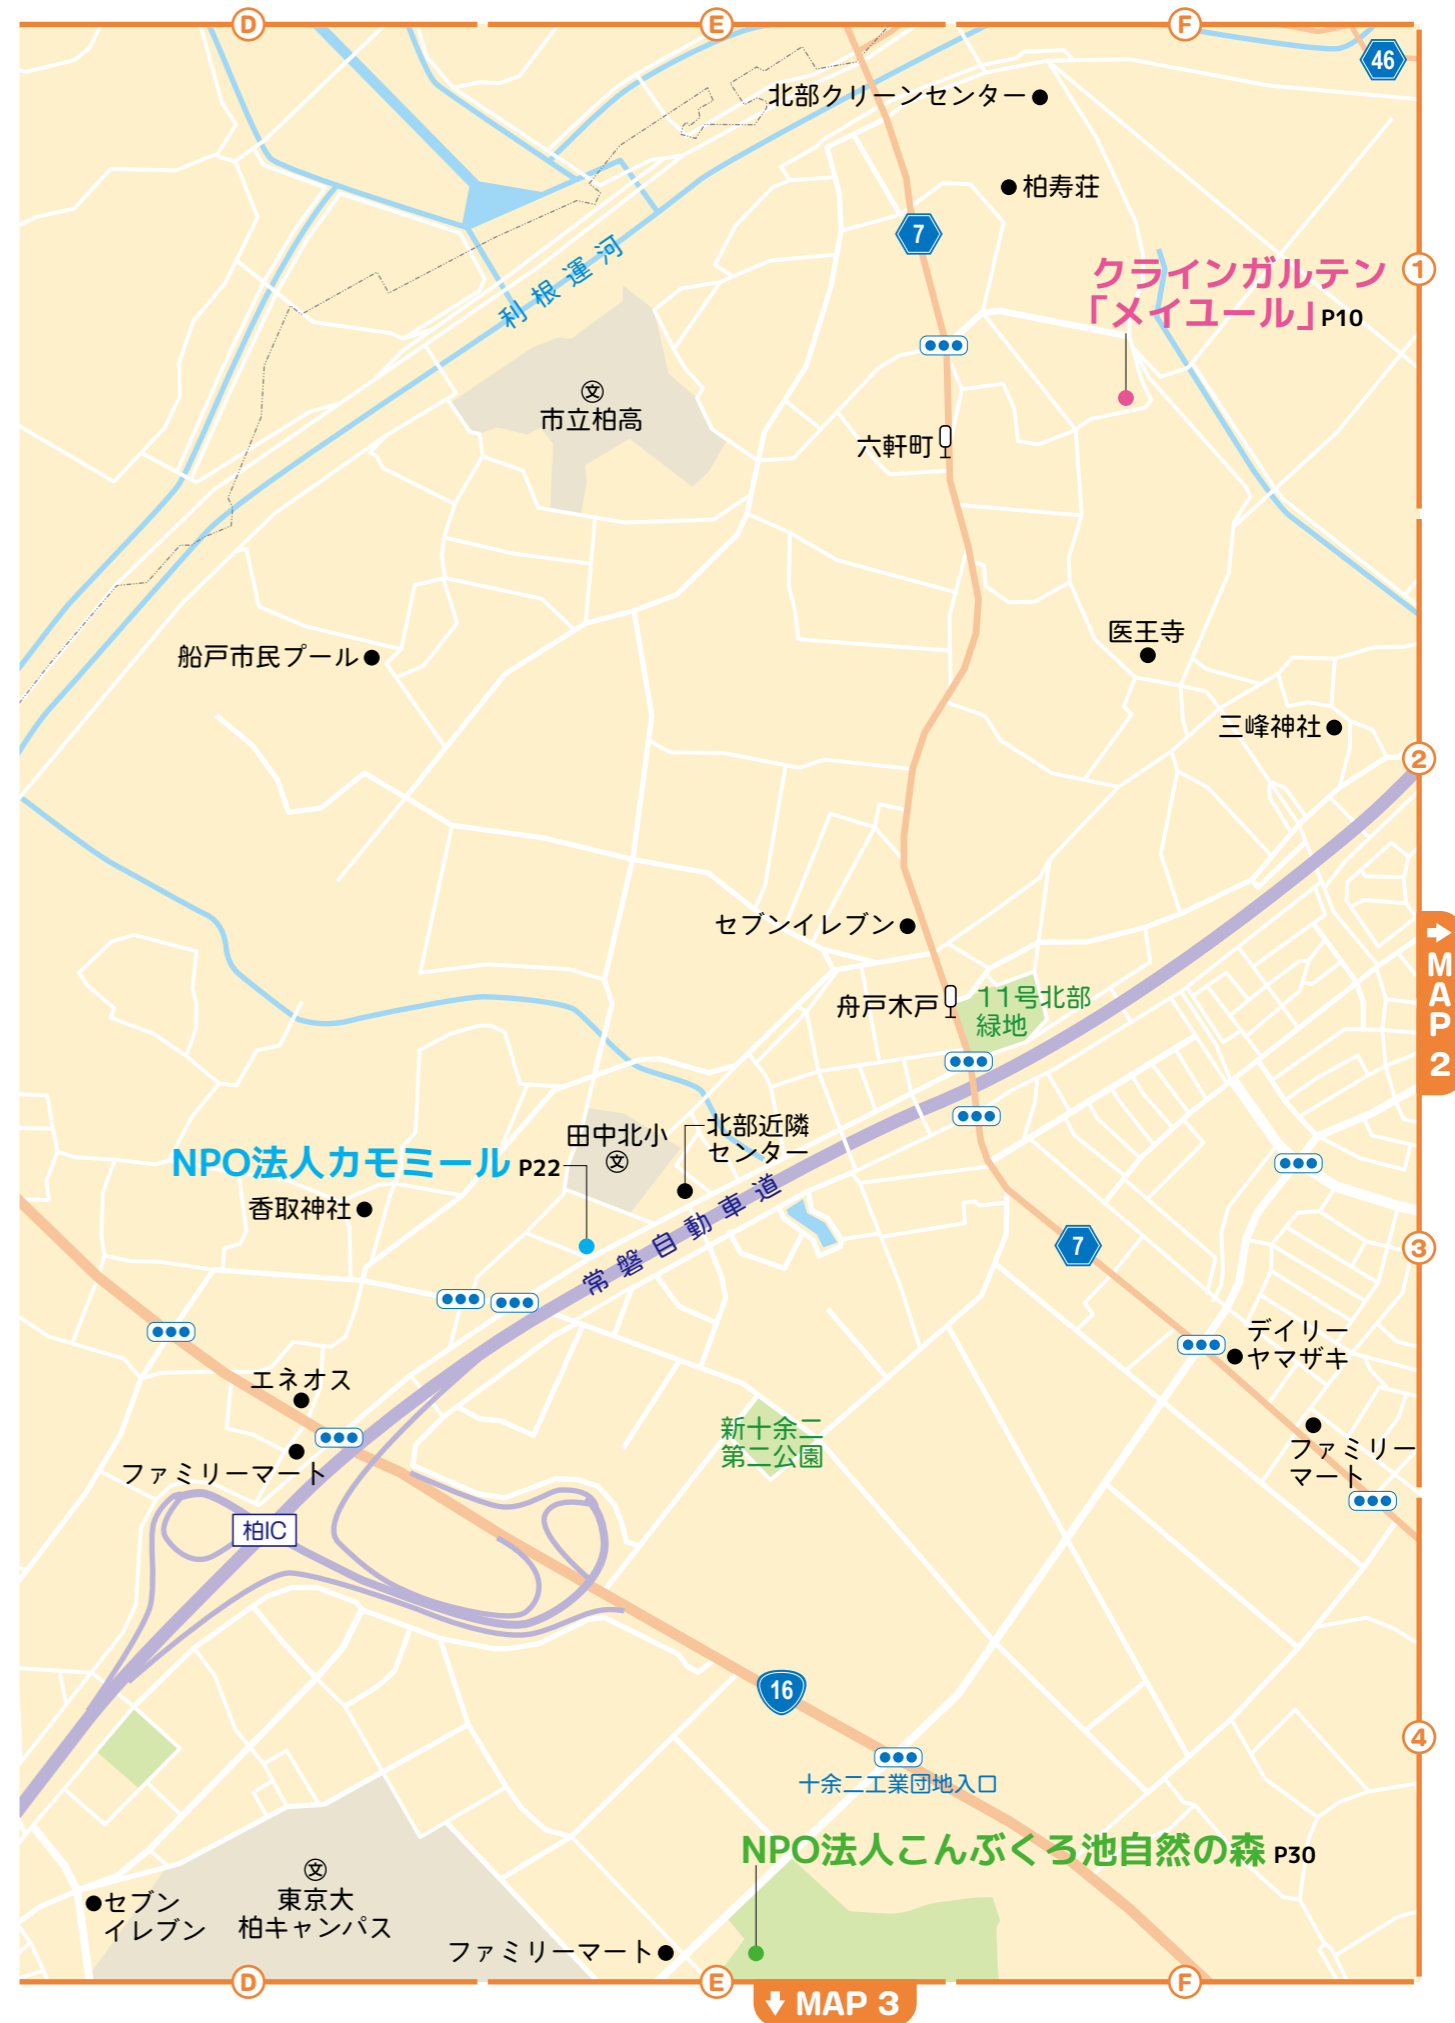 D
E
F
46
北部クリーンセンター
柏寿荘
7
利根運河
クラインガルテン
「メイユール」P10
1
市立柏高
文
六軒町
医王寺
船戸市民プール
三峰神社
2
セブンイレブン
➡MAP 2
舟戸木戸
11号北部
緑地
田中北小
文
北部近隣
センター
NPO法人カモミール P22
香取神社
常磐自動車道
7
3
デイリー
ヤマザキ
エネオス
新十余二
第二公園
ファミリー
マート
ファミリーマート
柏IC
16
4
十余二工業団地入口
NPO法人こんぶくろ池自然の森 P30
文
東京大
柏キャンパス
セブン
イレブン
ファミリーマート
D
E
F
⬇ MAP 3